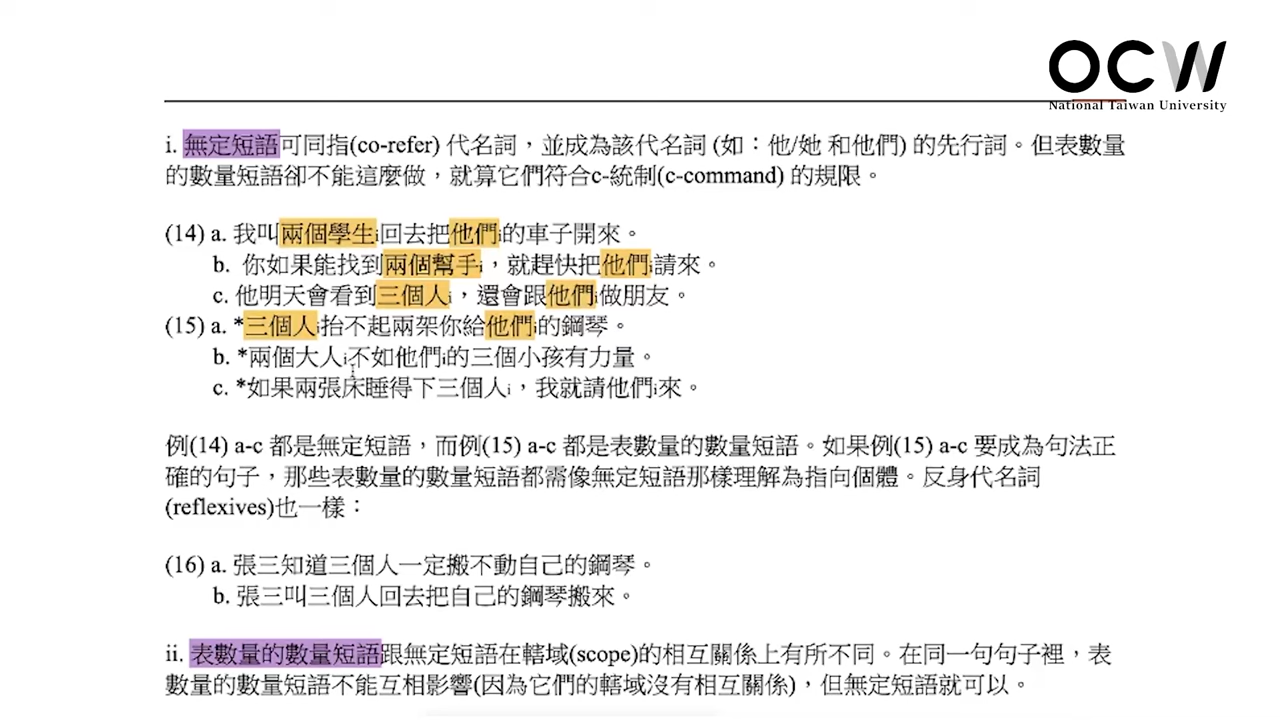 OCW
National Taiwan University
i. 無定短語可同指(co-refer) 代名詞，並成為該代名詞 (如：他/她 和他們) 的先行詞。但表數量
的數量短語卻不能這麼做，就算它們符合c-統制(c-command) 的規限。
(14) a. 我叫兩個學生i回去把他們i的車子開來。
b. 你如果能找到兩個幫手i，就趕快把他們i請來。
c. 他明天會看到三個人i，還會跟他們i做朋友。
(15) a. *三個人i抬不起兩架你給他們i的鋼琴。
b. *兩個大人i不如他們i的三個小孩有力量。
c. *如果兩張床睡得下三個人i，我就請他們i來。
例(14) a-c 都是無定短語，而例(15) a-c 都是表數量的數量短語。如果例(15) a-c 要成為句法正
確的句子，那些表數量的數量短語都需像無定短語那樣理解為指向個體。反身代名詞
(reflexives)也一樣：
(16) a. 張三知道三個人一定搬不動自己的鋼琴。
b. 張三叫三個人回去把自己的鋼琴搬來。
ii. 表數量的數量短語跟無定短語在轄域(scope)的相互關係上有所不同。在同一句句子裡，表
數量的數量短語不能互相影響(因為它們的轄域沒有相互關係)，但無定短語就可以。